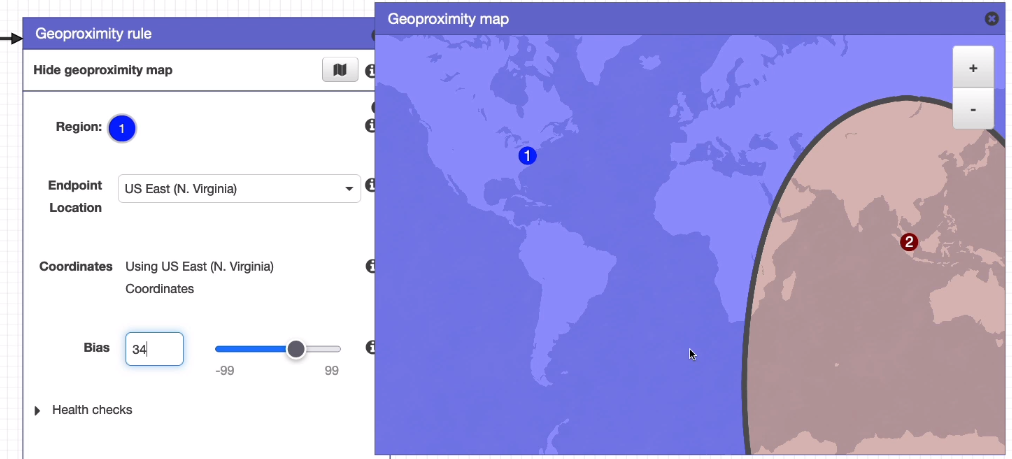 Geoproximity rule
Hide geoproximity map
Region: 1
Endpoint
Location
US East (N. Virginia)
Coordinates
Using US East (N. Virginia)
Coordinates
Bias
34
-99
99
Health checks
Geoproximity map
+
-
1
2